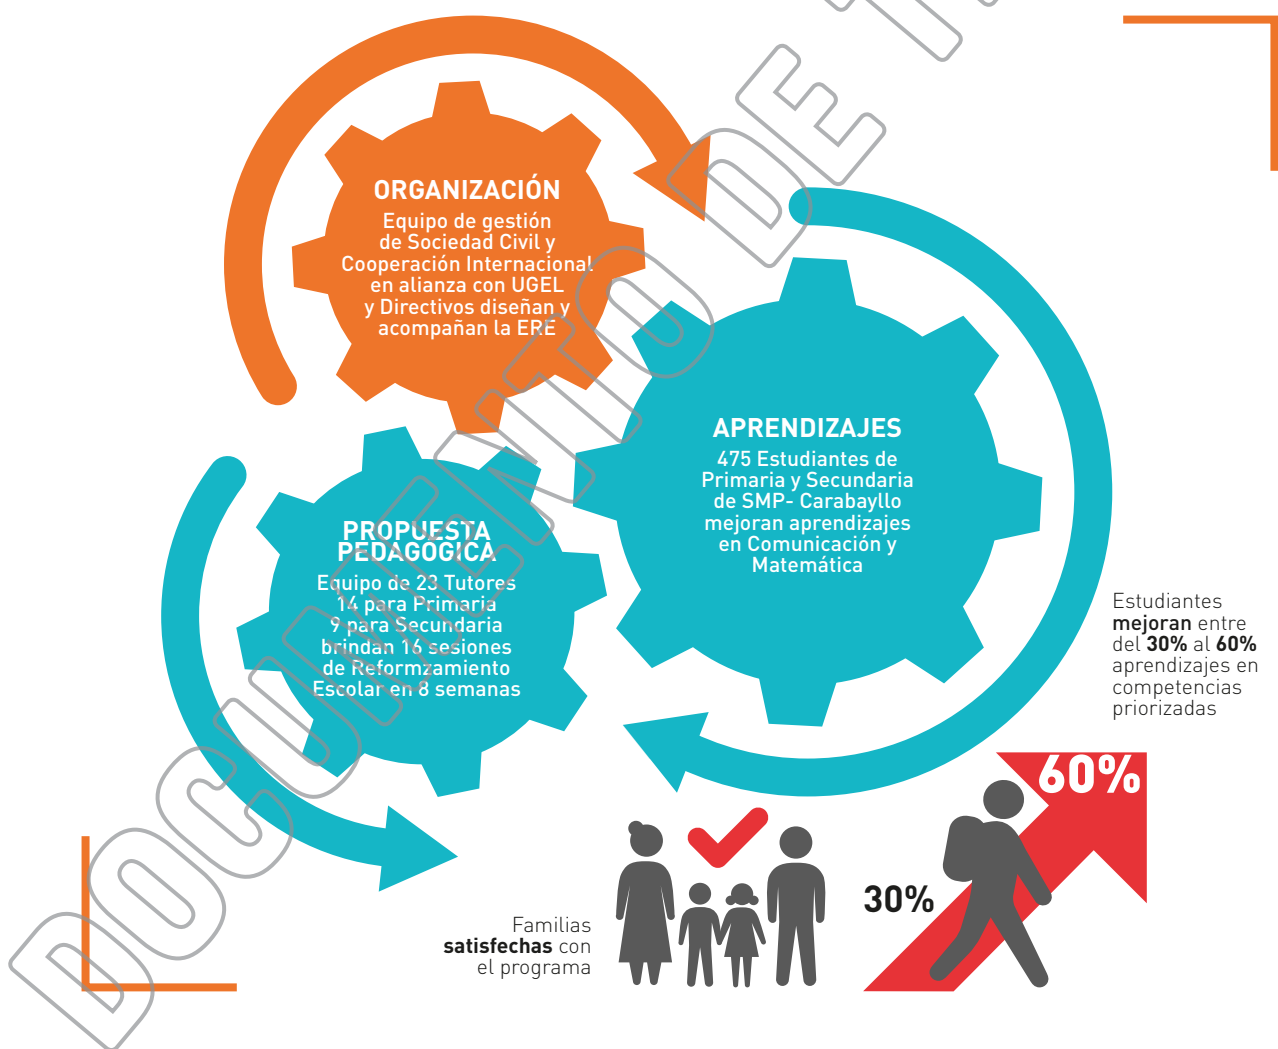 ORGANIZACIÓN
Equipo de gestión
de Sociedad Civil y
Cooperación Internacional
en alianza con UGEL
y Directivos diseñan y
acompañan la ERE
APRENDIZAJES
475 Estudiantes de
Primaria y Secundaria
de SMP- Carabayllo
mejoran aprendizajes
en Comunicación y
Matemática
PROPUESTA
PEDAGÓGICA
Equipo de 23 Tutores
14 para Primaria
9 para Secundaria
brindan 16 sesiones
de Reformzamiento
Escolar en 8 semanas
Estudiantes
mejoran entre
del 30% al 60%
aprendizajes en
competencias
priorizadas
60%
30%
Familias
satisfechas con
el programa
DOCUMENTO DE